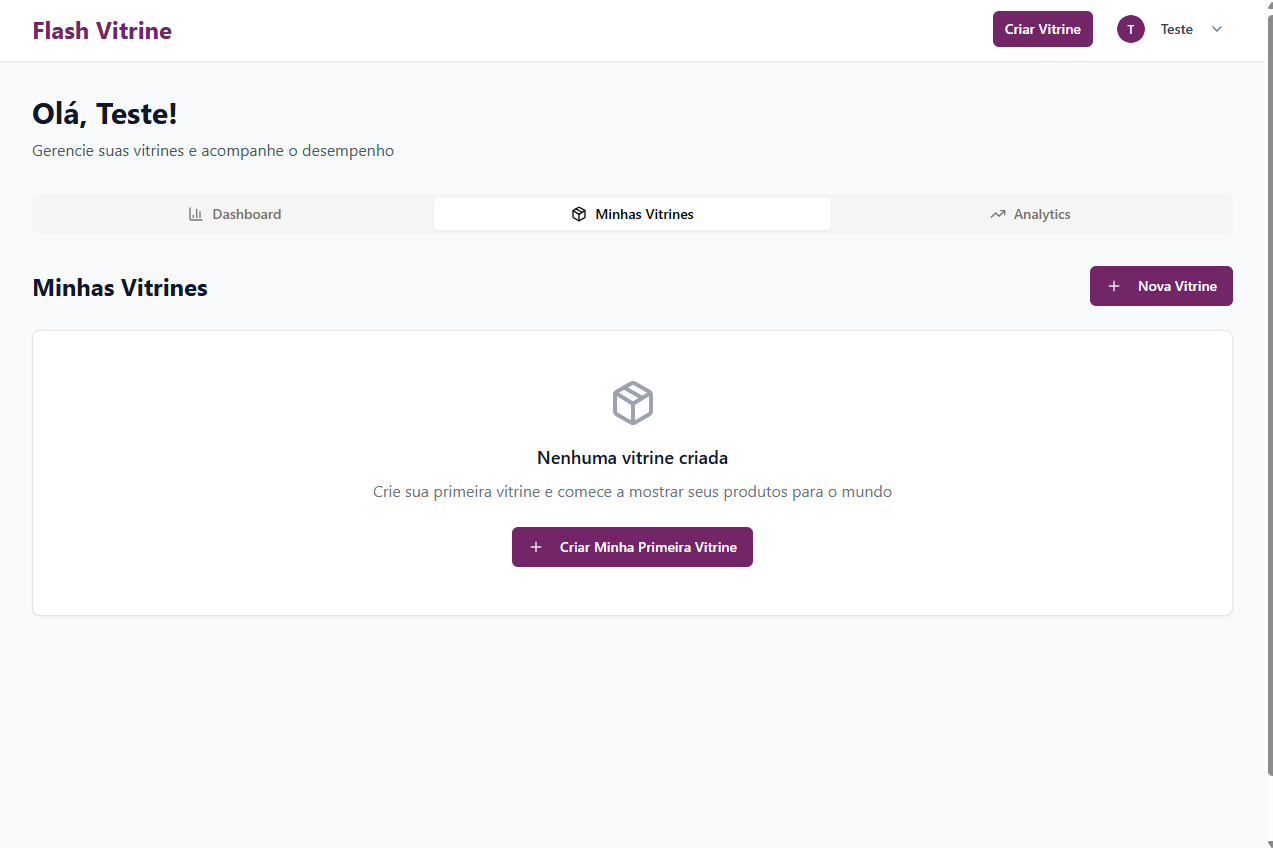 Flash Vitrine
Criar Vitrine
T
Teste
Olá, Teste!
Gerencie suas vitrines e acompanhe o desempenho
Dashboard
Minhas Vitrines
Analytics
Minhas Vitrines
Nova Vitrine
Nenhuma vitrine criada
Crie sua primeira vitrine e comece a mostrar seus produtos para o mundo
Criar Minha Primeira Vitrine